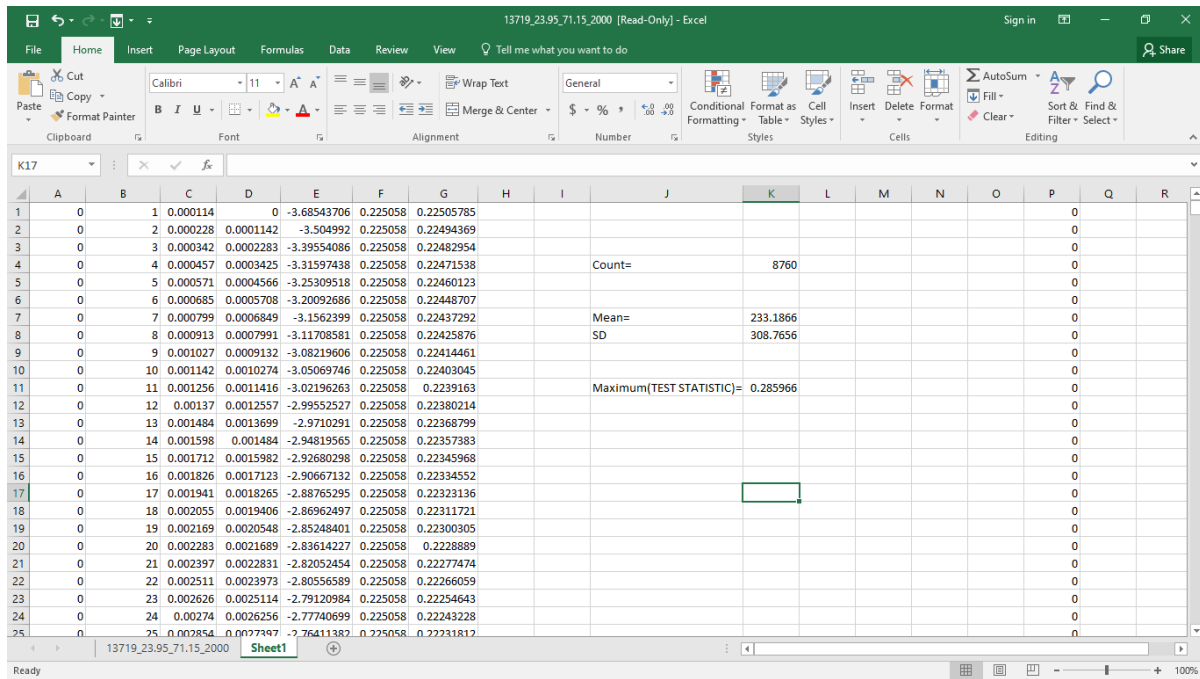 13719_23.95_71.15_2000 [Read-Only] - Excel
Sign in
File Home Insert Page Layout Formulas Data Review View Tell me what you want to do Share
Paste Cut Copy Format Painter Clipboard
Calibri 11 A A B I U A Font
Wrap Text Merge & Center Alignment
General $ % , .0 .00 .00 .0 Number
Conditional Formatting Format as Table Cell Styles Styles
Insert Delete Format Cells
AutoSum Fill Clear Sort & Filter Find & Select Editing
K17 fx
A B C D E F G H I J K L M N O P Q R
1 0 1 0.000114 0 -3.68543706 0.225058 0.22505785 0
2 0 2 0.000228 0.0001142 -3.504992 0.225058 0.22494369 0
3 0 3 0.000342 0.0002283 -3.39554086 0.225058 0.22482954 0
4 0 4 0.000457 0.0003425 -3.31597438 0.225058 0.22471538 Count= 8760 0
5 0 5 0.000571 0.0004566 -3.25309518 0.225058 0.22460123 0
6 0 6 0.000685 0.0005708 -3.20092686 0.225058 0.22448707 0
7 0 7 0.000799 0.0006849 -3.1562399 0.225058 0.22437292 Mean= 233.1866 0
8 0 8 0.000913 0.0007991 -3.11708581 0.225058 0.22425876 SD 308.7656 0
9 0 9 0.001027 0.0009132 -3.08219606 0.225058 0.22414461 0
10 0 10 0.001142 0.0010274 -3.05069746 0.225058 0.22403045 0
11 0 11 0.001256 0.0011416 -3.02196263 0.225058 0.2239163 Maximum(TEST STATISTIC)= 0.285966 0
12 0 12 0.00137 0.0012557 -2.99552527 0.225058 0.22380214 0
13 0 13 0.001484 0.0013699 -2.9710291 0.225058 0.22368799 0
14 0 14 0.001598 0.001484 -2.94819565 0.225058 0.22357383 0
15 0 15 0.001712 0.0015982 -2.92680298 0.225058 0.22345968 0
16 0 16 0.001826 0.0017123 -2.90667132 0.225058 0.22334552 0
17 0 17 0.001941 0.0018265 -2.88765295 0.225058 0.22323136 0
18 0 18 0.002055 0.0019406 -2.86962497 0.225058 0.22311721 0
19 0 19 0.002169 0.0020548 -2.85248401 0.225058 0.22300305 0
20 0 20 0.002283 0.0021689 -2.83614227 0.225058 0.2228889 0
21 0 21 0.002397 0.0022831 -2.82052454 0.225058 0.22277474 0
22 0 22 0.002511 0.0023973 -2.80556589 0.225058 0.22266059 0
23 0 23 0.002626 0.0025114 -2.79120984 0.225058 0.22254643 0
24 0 24 0.00274 0.0026256 -2.77740699 0.225058 0.22243228 0
25 0 25 0.002854 0.0027397 -2.76411382 0.225058 0.22231812 0
13719_23.95_71.15_2000 Sheet1
Ready 100%